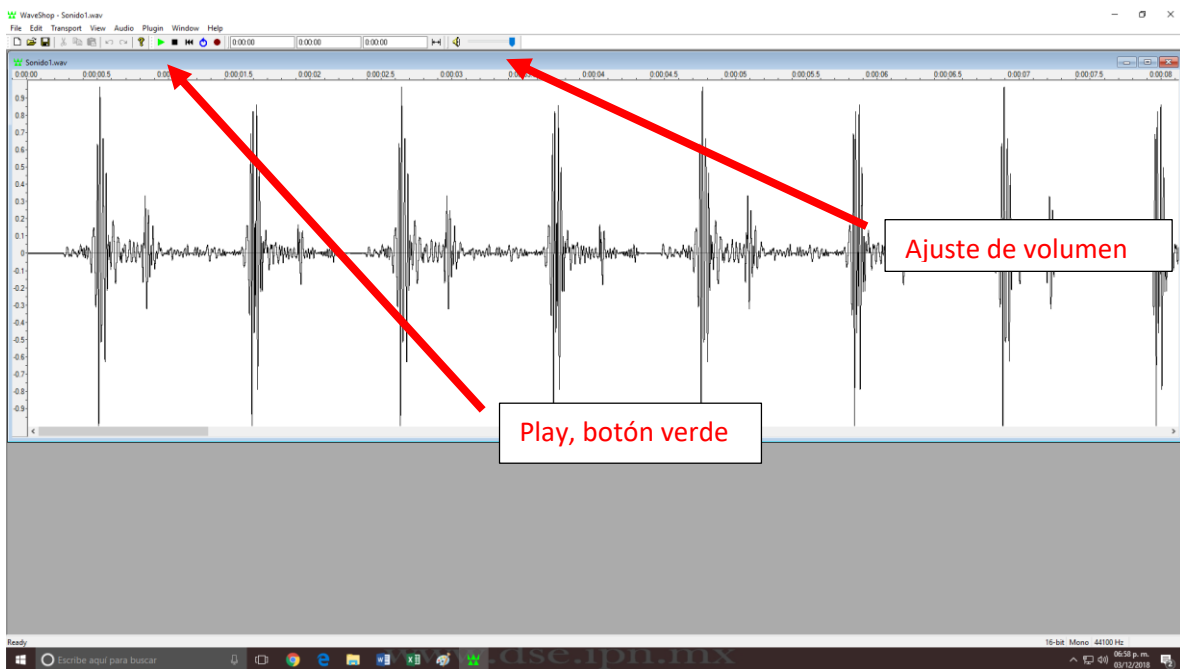 WaveShop - Sonido1.wav
File Edit Transport View Audio Plugin Window Help
0:00:00 0:00:00 0:00:00
Sonido1.wav
0:00:00 0:00:00.5 0:00:01.5 0:00:02 0:00:02.5 0:00:03 0:00:04 0:00:04.5 0:00:05 0:00:05.5 0:00:06 0:00:06.5 0:00:07 0:00:07.5 0:00:08
0.9
0.8
0.7
0.6
0.5
0.4
0.3
0.2
0.1
0
-0.1
-0.2
-0.3
-0.4
-0.5
-0.6
-0.7
-0.8
-0.9
Ajuste de volumen
Play, botón verde
Ready
16-bit Mono 44100 Hz
Escribe aquí para buscar
www.dse.ipn.mx
06:58 p. m.
03/12/2018